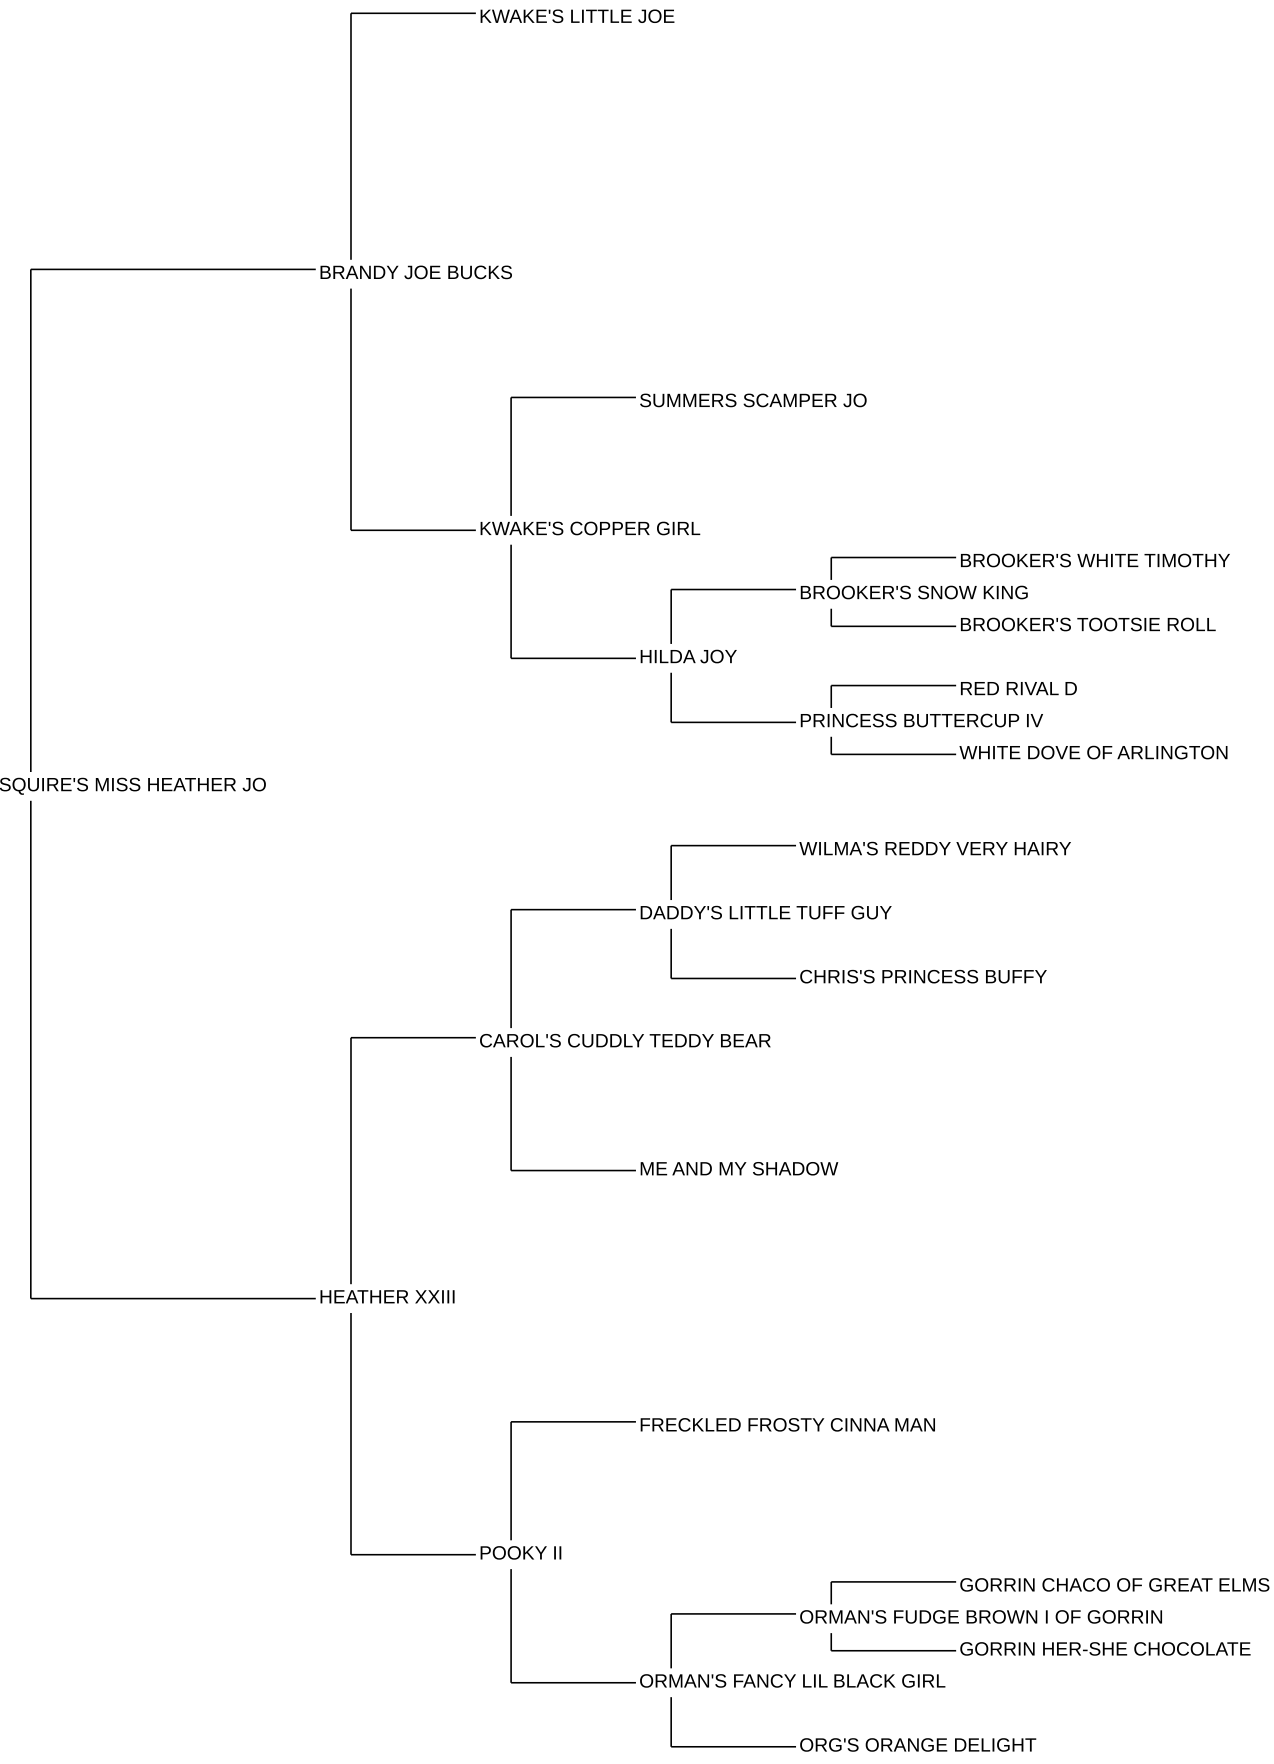 KWAKE'S LITTLE JOE
BRANDY JOE BUCKS
SUMMERS SCAMPER JO
KWAKE'S COPPER GIRL
BROOKER'S WHITE TIMOTHY
BROOKER'S SNOW KING
BROOKER'S TOOTSIE ROLL
HILDA JOY
RED RIVAL D
PRINCESS BUTTERCUP IV
WHITE DOVE OF ARLINGTON
SQUIRE'S MISS HEATHER JO
WILMA'S REDDY VERY HAIRY
DADDY'S LITTLE TUFF GUY
CHRIS'S PRINCESS BUFFY
CAROL'S CUDDLY TEDDY BEAR
ME AND MY SHADOW
HEATHER XXIII
FRECKLED FROSTY CINNA MAN
POOKY II
GORRIN CHACO OF GREAT ELMS
ORMAN'S FUDGE BROWN I OF GORRIN
GORRIN HER-SHE CHOCOLATE
ORMAN'S FANCY LIL BLACK GIRL
ORG'S ORANGE DELIGHT